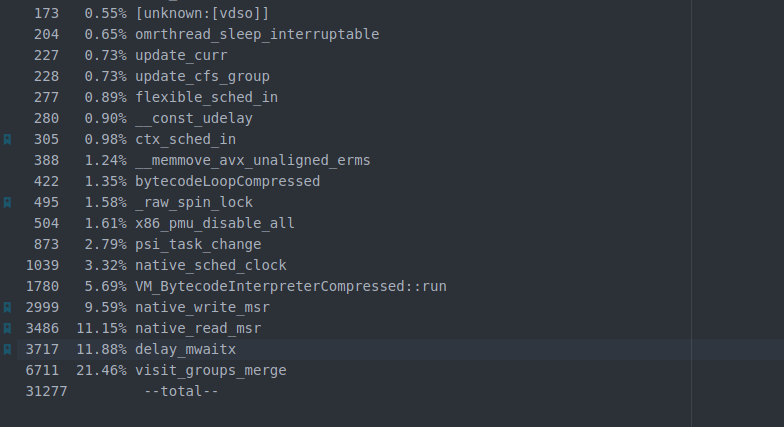 173 0.55% [unknown:[vdso]]
204 0.65% omrthread_sleep_interruptable
227 0.73% update_curr
228 0.73% update_cfs_group
277 0.89% flexible_sched_in
280 0.90% __const_udelay
305 0.98% ctx_sched_in
388 1.24% __memmove_avx_unaligned_erms
422 1.35% bytecodeLoopCompressed
495 1.58% _raw_spin_lock
504 1.61% x86_pmu_disable_all
873 2.79% psi_task_change
1039 3.32% native_sched_clock
1780 5.69% VM_BytecodeInterpreterCompressed::run
2999 9.59% native_write_msr
3486 11.15% native_read_msr
3717 11.88% delay_mwaitx
6711 21.46% visit_groups_merge
31277 --total--